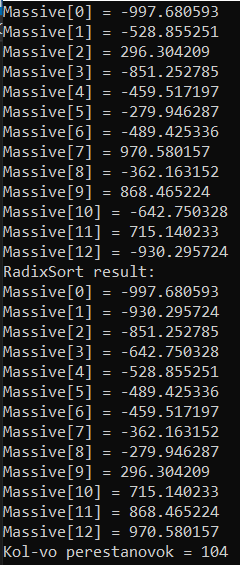 Massive[0] = -997.680593
Massive[1] = -528.855251
Massive[2] = 296.304209
Massive[3] = -851.252785
Massive[4] = -459.517197
Massive[5] = -279.946287
Massive[6] = -489.425336
Massive[7] = 970.580157
Massive[8] = -362.163152
Massive[9] = 868.465224
Massive[10] = -642.750328
Massive[11] = 715.140233
Massive[12] = -930.295724
RadixSort result:
Massive[0] = -997.680593
Massive[1] = -930.295724
Massive[2] = -851.252785
Massive[3] = -642.750328
Massive[4] = -528.855251
Massive[5] = -489.425336
Massive[6] = -459.517197
Massive[7] = -362.163152
Massive[8] = -279.946287
Massive[9] = 296.304209
Massive[10] = 715.140233
Massive[11] = 868.465224
Massive[12] = 970.580157
Kol-vo perestanovok = 104